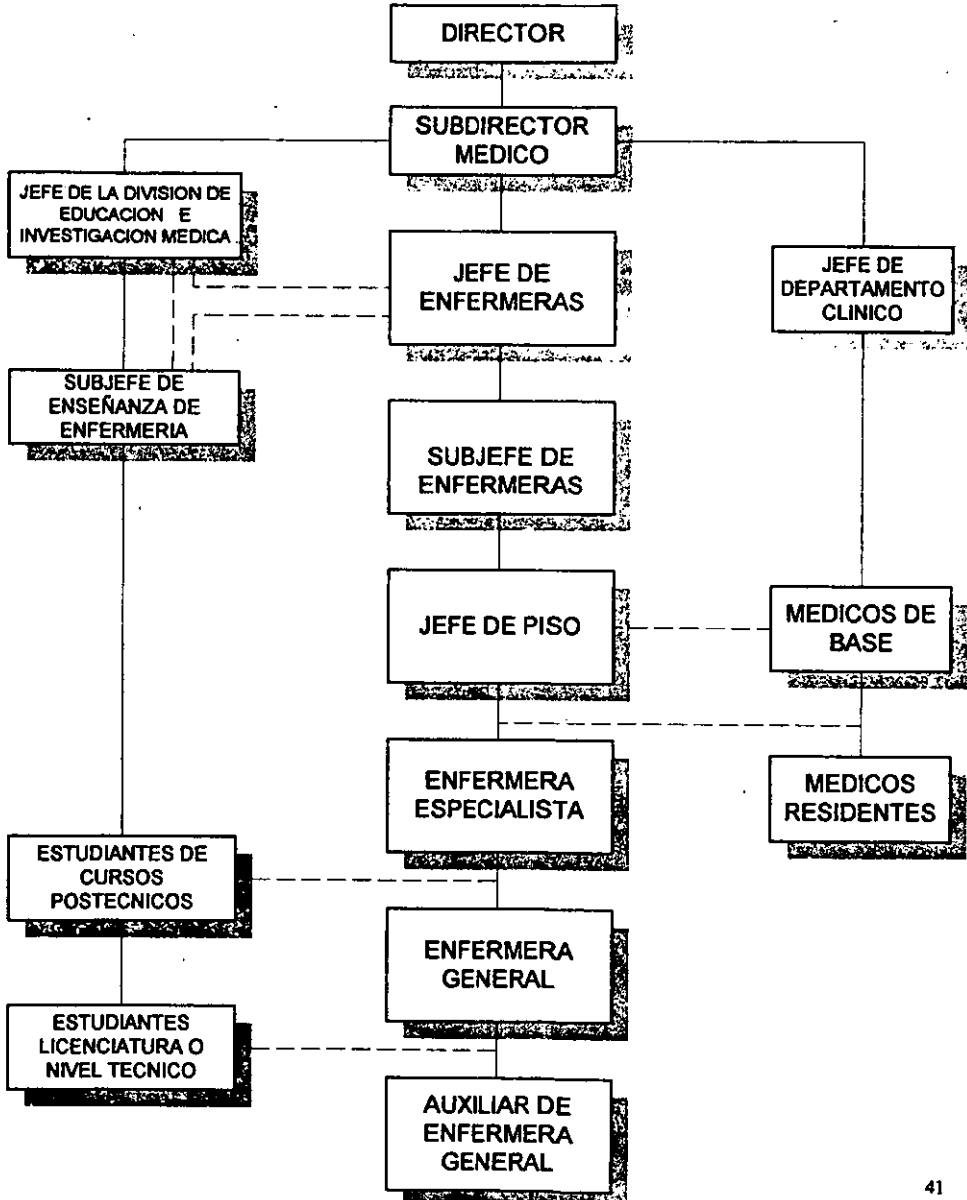 DIRECTOR
SUBDIRECTOR
MEDICO
JEFE DE LA DIVISION DE
EDUCACION E
INVESTIGACION MEDICA
JEFE DE
ENFERMERAS
JEFE DE
DEPARTAMENTO
CLINICO
SUBJEFE DE
ENSEÑANZA DE
ENFERMERIA
SUBJEFE DE
ENFERMERAS
JEFE DE PISO
MEDICOS DE
BASE
ENFERMERA
ESPECIALISTA
MEDICOS
RESIDENTES
ESTUDIANTES DE
CURSOS
POSTECNICOS
ENFERMERA
GENERAL
ESTUDIANTES
LICENCIATURA O
NIVEL TECNICO
AUXILIAR DE
ENFERMERA
GENERAL
41